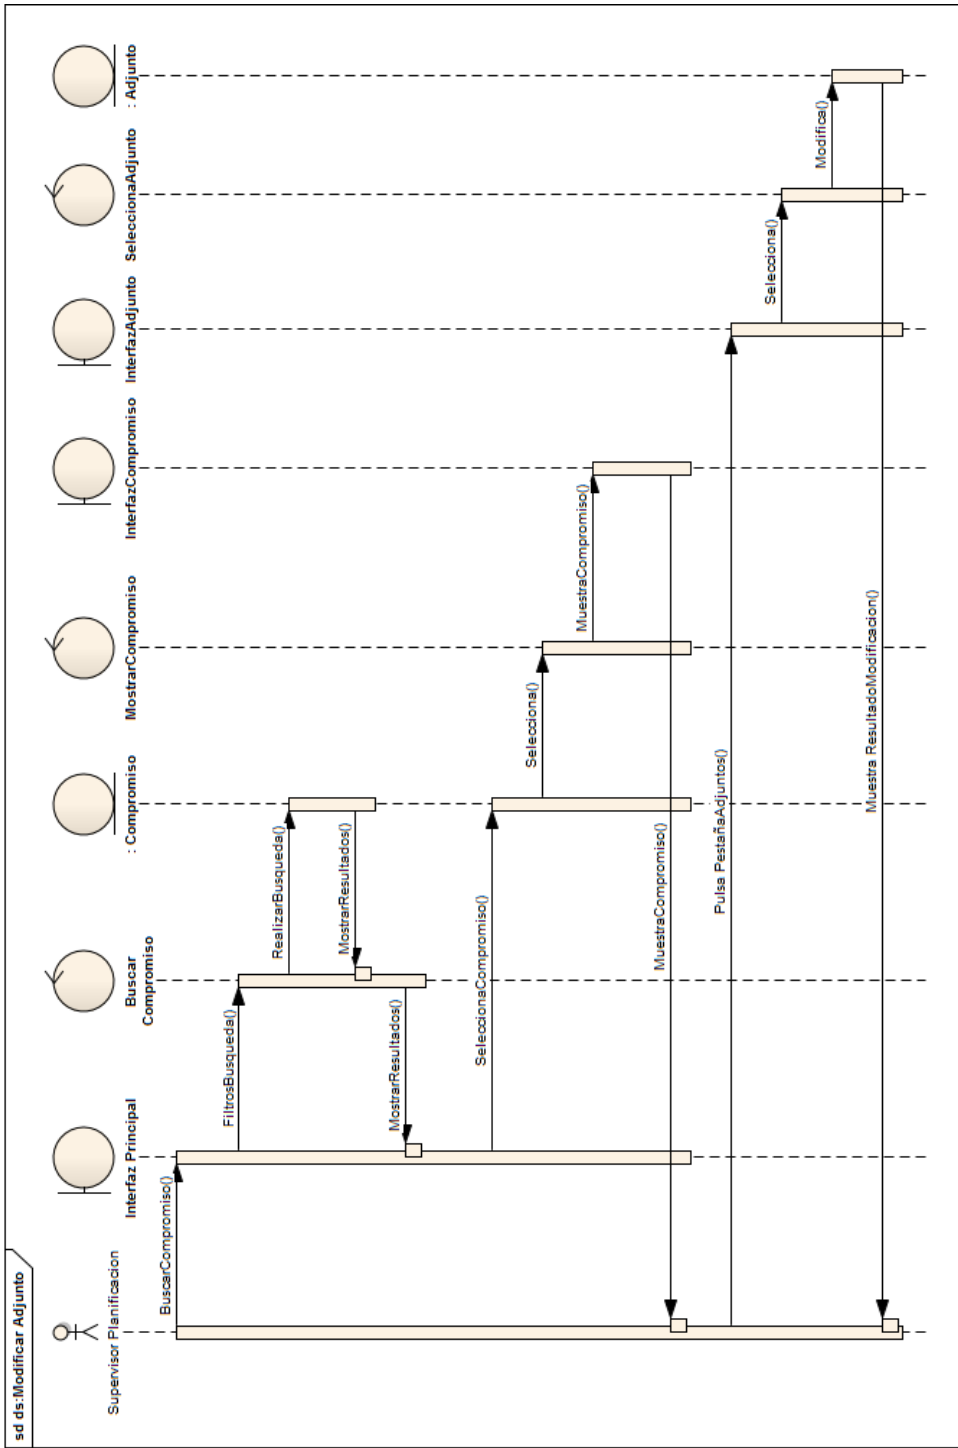 sd ds:Modificar Adjunto
Supervisor Planificacion
Interfaz Principal
Buscar
Compromiso
: Compromiso
MostrarCompromiso
InterfazCompromiso
InterfazAdjunto
SeleccionaAdjunto
: Adjunto
BuscarCompromiso()
FiltrosBusqueda()
RealizarBusqueda()
MostrarResultados()
MostrarResultados()
SeleccionaCompromiso()
Selecciona()
MuestraCompromiso()
MuestraCompromiso()
Pulsa PestañaAdjuntos()
Selecciona()
Modifica()
Muestra ResultadoModificacion()